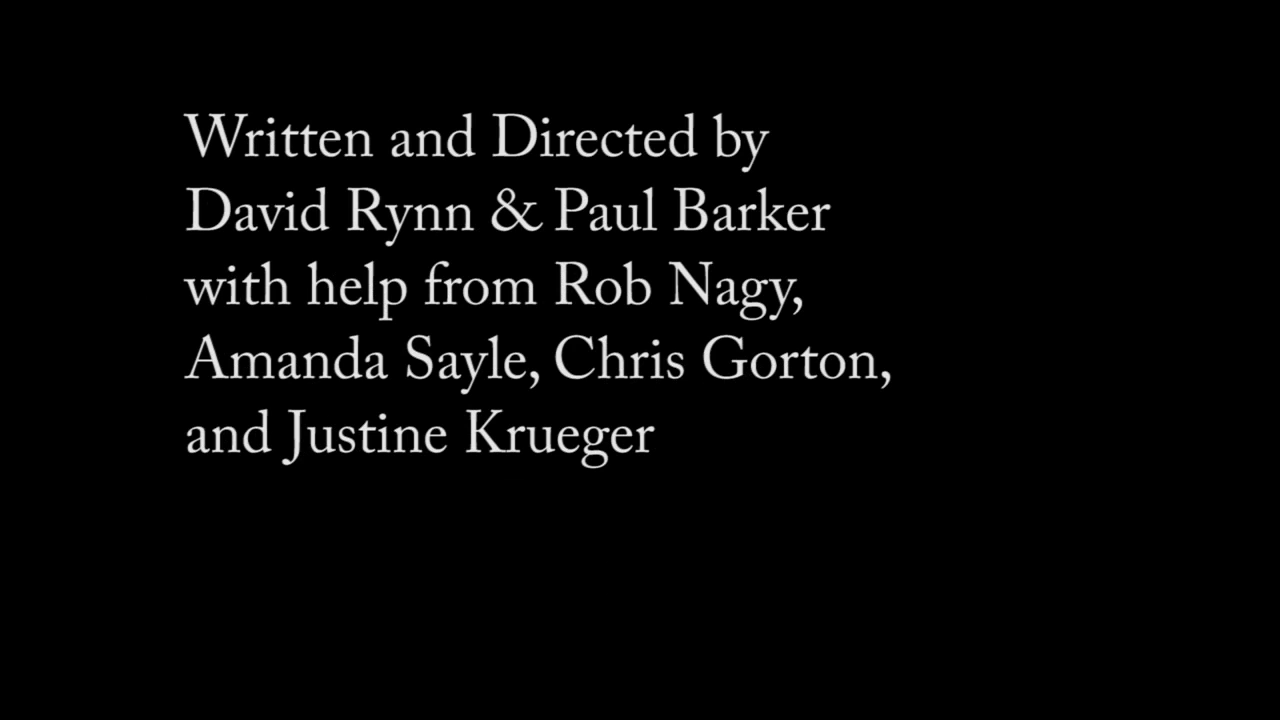 Written and Directed by
David Rynn & Paul Barker
with help from Rob Nagy,
Amanda Sayle, Chris Gorton,
and Justine Krueger